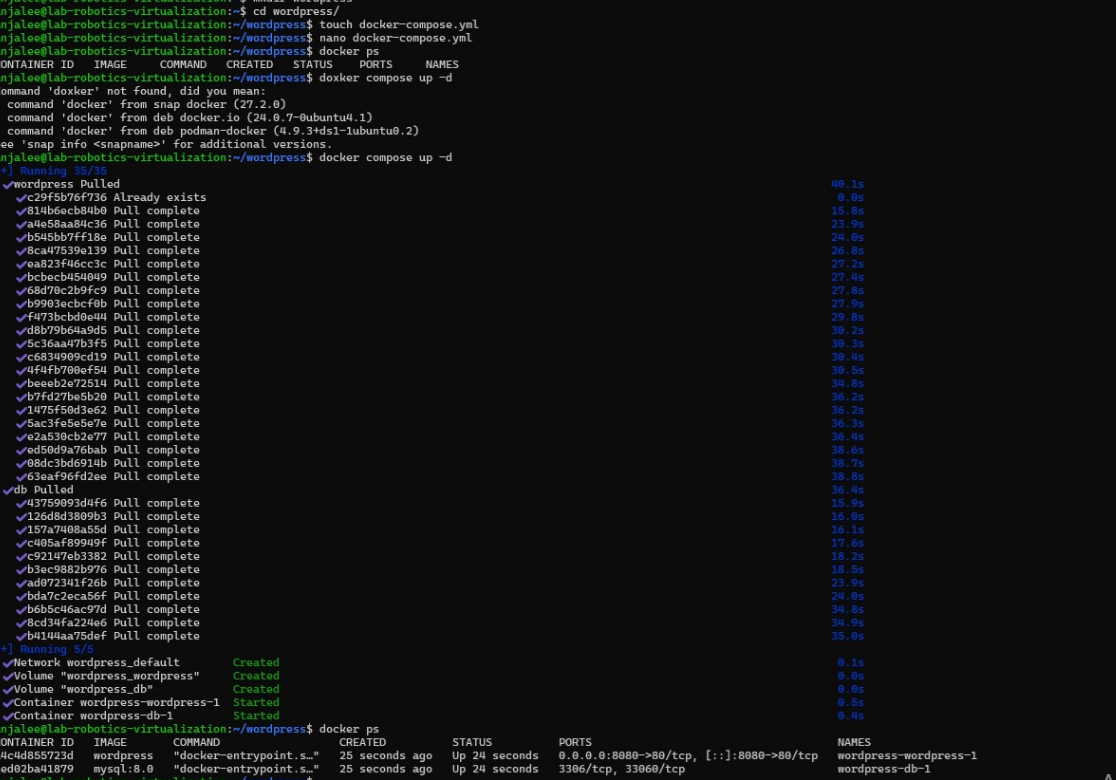 njalee@lab-robotics-virtualization:~$ cd wordpress/
njalee@lab-robotics-virtualization:~/wordpress$ touch docker-compose.yml
njalee@lab-robotics-virtualization:~/wordpress$ nano docker-compose.yml
njalee@lab-robotics-virtualization:~/wordpress$ docker ps
ONTAINER ID IMAGE COMMAND CREATED STATUS PORTS NAMES
njalee@lab-robotics-virtualization:~/wordpress$ doxker compose up -d
ommand 'doxker' not found, did you mean:
command 'docker' from snap docker (27.2.0)
command 'docker' from deb docker.io (24.0.7-0ubuntu4.1)
command 'docker' from deb podman-docker (4.9.3+ds1-1ubuntu0.2)
ee 'snap info <snapname>' for additional versions.
njalee@lab-robotics-virtualization:~/wordpress$ docker compose up -d
+] Running 35/35
✔wordpress Pulled 40.1s
✔c29f5b76f736 Already exists 0.0s
✔814b6ecb84b0 Pull complete 15.8s
✔a4e58aa84c36 Pull complete 23.9s
✔b545bb7ff18e Pull complete 24.0s
✔8ca47539e139 Pull complete 26.8s
✔ea823f46cc3c Pull complete 27.2s
✔bcbecb454049 Pull complete 27.4s
✔68d70c2b9fc9 Pull complete 27.8s
✔b9903ecbcf0b Pull complete 27.9s
✔f473bcbd0e44 Pull complete 29.8s
✔d8b79b64a9d5 Pull complete 30.2s
✔5c36aa47b3f5 Pull complete 30.3s
✔c6834909cd19 Pull complete 30.4s
✔4f4fb700ef54 Pull complete 30.5s
✔beeeb2e72514 Pull complete 34.8s
✔b7fd27be5b20 Pull complete 36.2s
✔1475f50d3e62 Pull complete 36.2s
✔5ac3fe5e5e7e Pull complete 36.3s
✔e2a530cb2e77 Pull complete 36.4s
✔ed50d9a76bab Pull complete 38.6s
✔08dc3bd6914b Pull complete 38.7s
✔63eaf96fd2ee Pull complete 38.8s
✔db Pulled 36.4s
✔43759093d4f6 Pull complete 15.9s
✔126d8d3809b3 Pull complete 16.0s
✔157a7408a55d Pull complete 16.1s
✔c405af89949f Pull complete 17.6s
✔c92147eb3382 Pull complete 18.2s
✔b3ec9882b976 Pull complete 18.5s
✔ad072341f26b Pull complete 23.9s
✔bda7c2eca56f Pull complete 24.0s
✔b6b5c46ac97d Pull complete 34.8s
✔8cd34fa224e6 Pull complete 34.9s
✔b4144aa75def Pull complete 35.0s
+] Running 5/5
✔Network wordpress_default Created 0.1s
✔Volume "wordpress_wordpress" Created 0.0s
✔Volume "wordpress_db" Created 0.0s
✔Container wordpress-wordpress-1 Started 0.5s
✔Container wordpress-db-1 Started 0.4s
njalee@lab-robotics-virtualization:~/wordpress$ docker ps
ONTAINER ID IMAGE COMMAND CREATED STATUS PORTS NAMES
4c4d855723d wordpress "docker-entrypoint.s…" 25 seconds ago Up 24 seconds 0.0.0.0:8080->80/tcp, [::]:8080->80/tcp wordpress-wordpress-1
ed02ba41879 mysql:8.0 "docker-entrypoint.s…" 25 seconds ago Up 24 seconds 3306/tcp, 33060/tcp wordpress-db-1